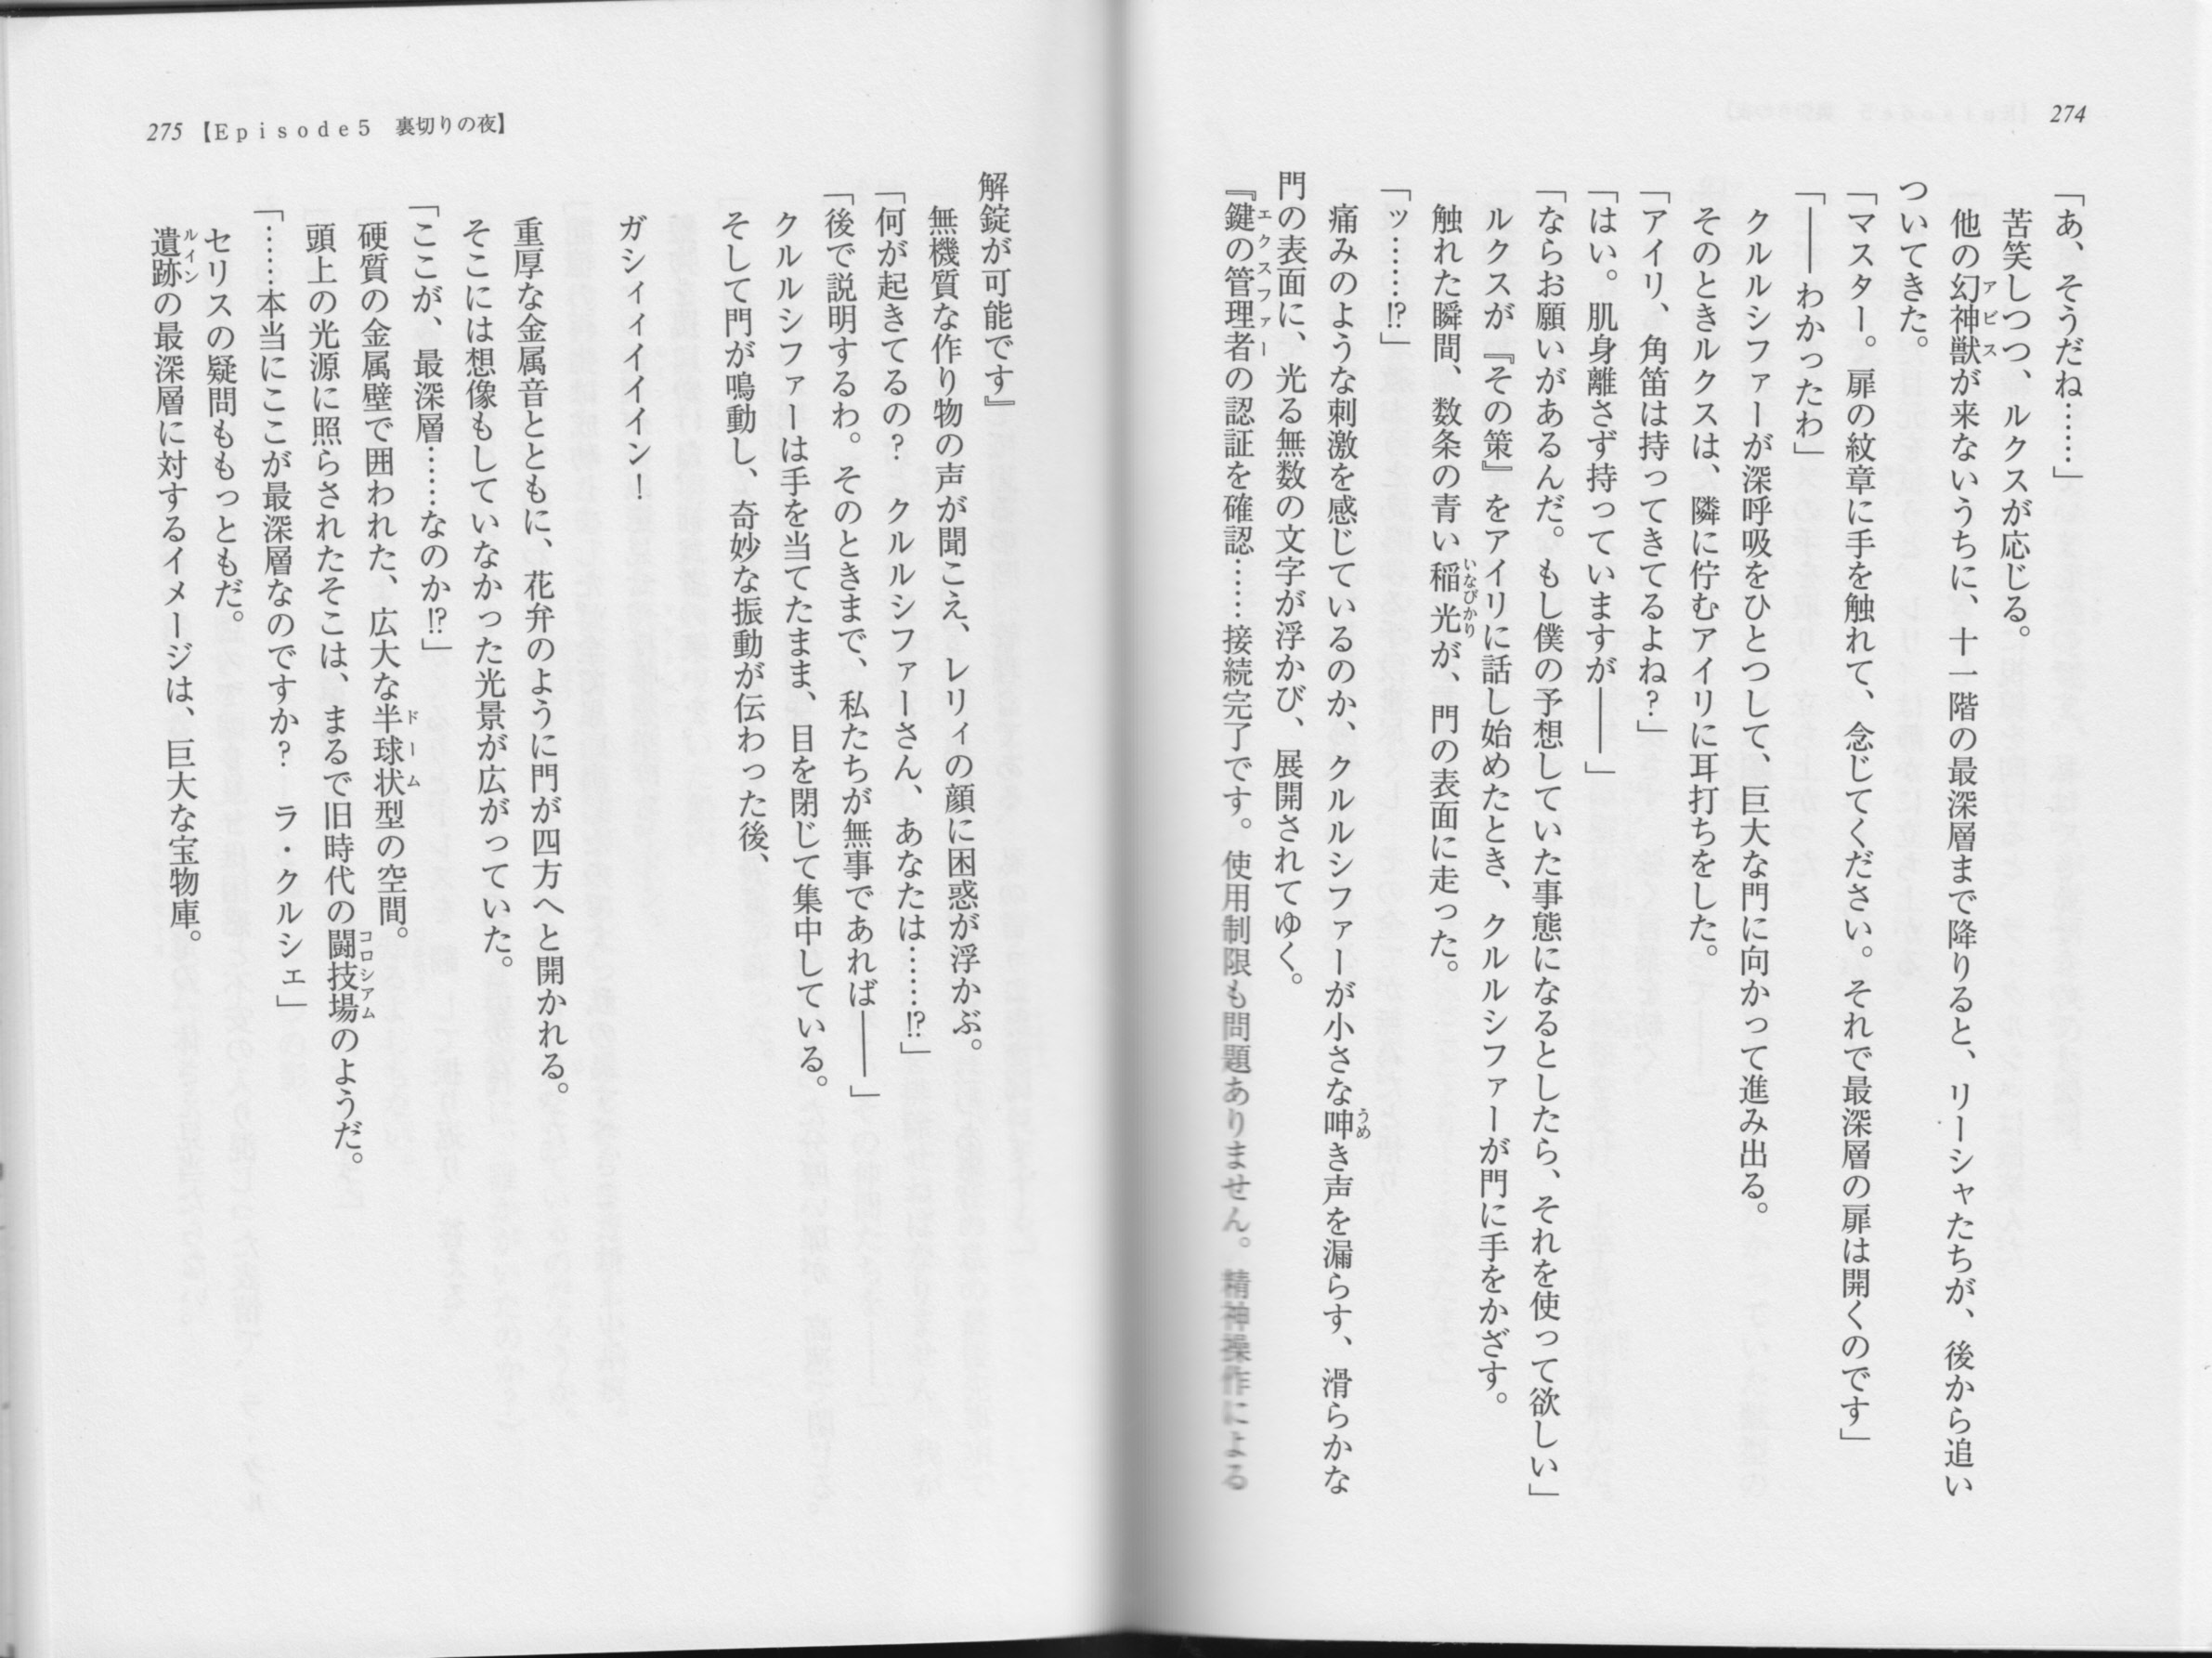 274
「あ、そうだね……」
苦笑しつつ、ルクスが応じる。
他の幻神獣が来ないうちに、十一階の最深層まで降りると、リーシャたちが、後から追い
アビス
ついてきた。
「マスター。扉の紋章に手を触れて、念じてください。それで最深層の扉は開くのです」
「――わかったわ」
クルルシファーが深呼吸をひとつして、巨大な門に向かって進み出る。
そのときルクスは、隣に佇むアイリに耳打ちをした。
「アイリ、角笛は持ってきてるよね？」
「はい。肌身離さず持っていますが――」
「ならお願いがあるんだ。もし僕の予想していた事態になるとしたら、それを使って欲しい」
ルクスが『その策』をアイリに話し始めたとき、クルルシファーが門に手をかざす。
触れた瞬間、数条の青い稲光が、門の表面に走った。
いなびかり
「ッ……!?」
痛みのような刺激を感じているのか、クルルシファーが小さな呻き声を漏らす、滑らかな
うめ
門の表面に、光る無数の文字が浮かび、展開されてゆく。
『鍵の管理者の認証を確認……接続完了です。使用制限も問題ありません。精神操作による
エクスファー
275 【Episode5 裏切りの夜】
解錠が可能です』
無機質な作り物の声が聞こえ、レリィの顔に困惑が浮かぶ。
「何が起きてるの？ クルルシファーさん、あなたは……!?」
「後で説明するわ。そのときまで、私たちが無事であれば――」
クルルシファーは手を当てたまま、目を閉じて集中している。
そして門が鳴動し、奇妙な振動が伝わった後、
ガシィィイイイン！
重厚な金属音とともに、花弁のように門が四方へと開かれる。
そこには想像もしていなかった光景が広がっていた。
「ここが、最深層……なのか!?」
硬質の金属壁で囲われた、広大な半球状型の空間。
ドーム
頭上の光源に照らされたそこは、まるで旧時代の闘技場のようだ。
コロシアム
「……本当にここが最深層なのですか？ ラ・クルシェ」
セリスの疑問ももっともだ。
遺跡の最深層に対するイメージは、巨大な宝物庫。
ルイン